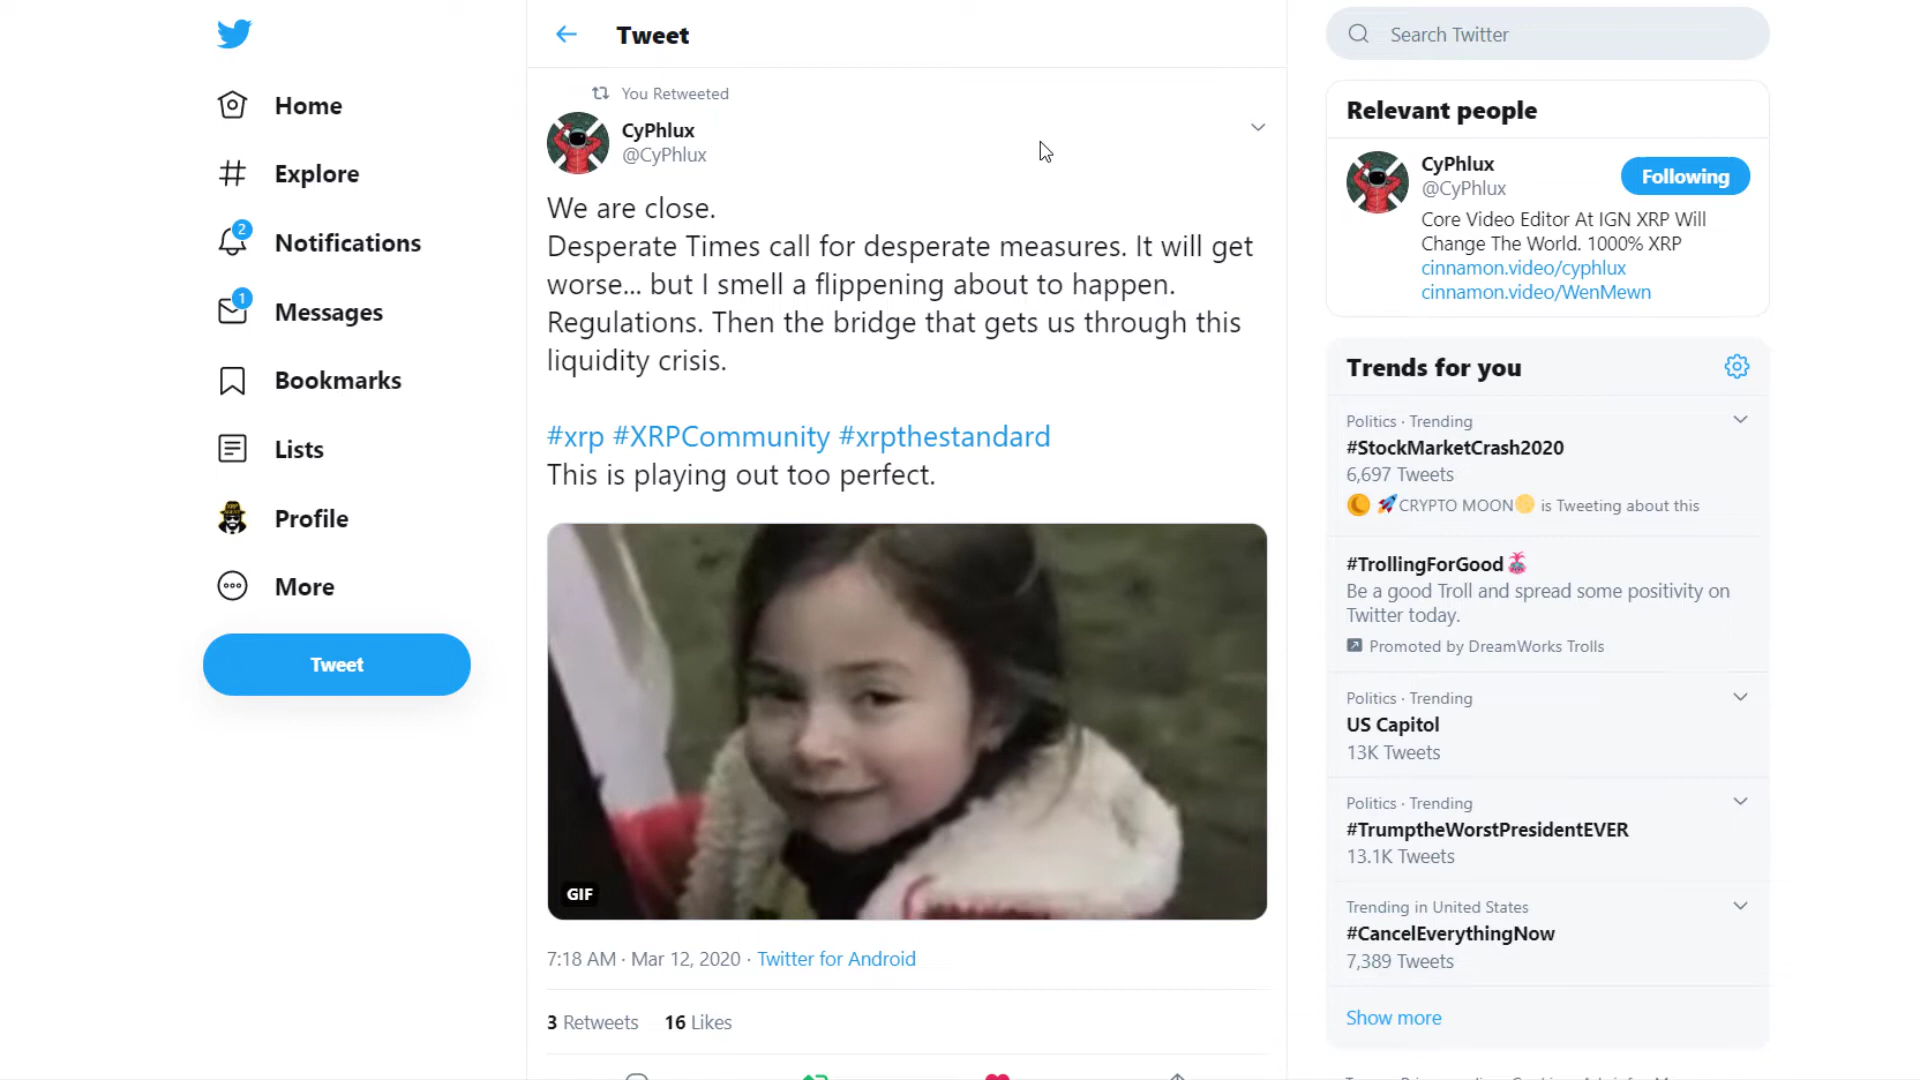 Home
Explore
2
Notifications
1
Messages
Bookmarks
Lists
Profile
More
Tweet
Tweet
You Retweeted
CyPhlux
@CyPhlux
We are close.
Desperate Times call for desperate measures. It will get
worse... but I smell a flippening about to happen.
Regulations. Then the bridge that gets us through this
liquidity crisis.
#xrp #XRPCommunity #xrpthestandard
This is playing out too perfect.
GIF
7:18 AM · Mar 12, 2020 · Twitter for Android
3 Retweets 16 Likes
Search Twitter
Relevant people
CyPhlux
@CyPhlux
Following
Core Video Editor At IGN XRP Will
Change The World. 1000% XRP
cinnamon.video/cyphlux
cinnamon.video/WenMewn
Trends for you
Politics · Trending
#StockMarketCrash2020
6,697 Tweets
CRYPTO MOON is Tweeting about this
#TrollingForGood
Be a good Troll and spread some positivity on
Twitter today.
Promoted by DreamWorks Trolls
Politics · Trending
US Capitol
13K Tweets
Politics · Trending
#TrumptheWorstPresidentEVER
13.1K Tweets
Trending in United States
#CancelEverythingNow
7,389 Tweets
Show more